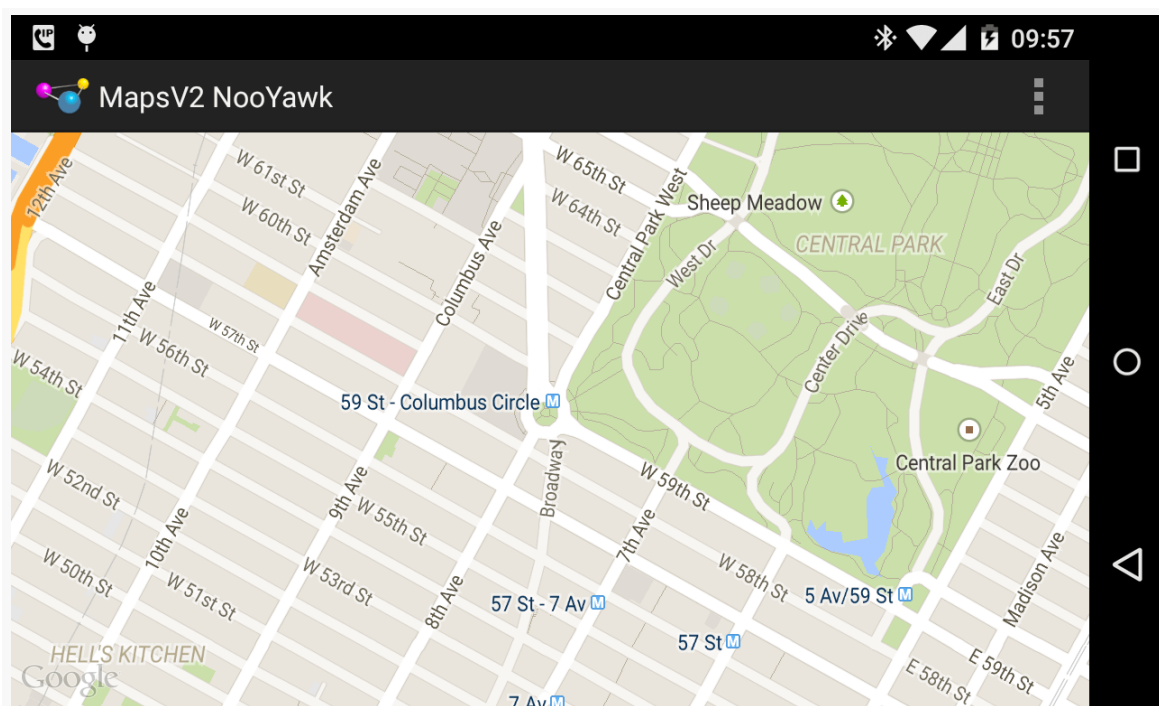 IP
09:57
MapsV2 NooYawk
12th Ave
W 61st St
W 60th St
Amsterdam Ave
Columbus Ave
W 65th St
W 64th St
Central Park West
Sheep Meadow
CENTRAL PARK
West Dr
East Dr
11th Ave
W 57th St
W 56th St
W 54th St
Center Drive
5th Ave
59 St - Columbus Circle M
Central Park Zoo
Broadway
W 59th St
W 52nd St
9th Ave
W 55th St
10th Ave
7th Ave
Madison Ave
W 50th St
W 51st St
W 53rd St
8th Ave
W 58th St
57 St - 7 Av M
5 Av/59 St M
57 St M
HELL'S KITCHEN
Google
E 59th St
E 58th St
7 Av M